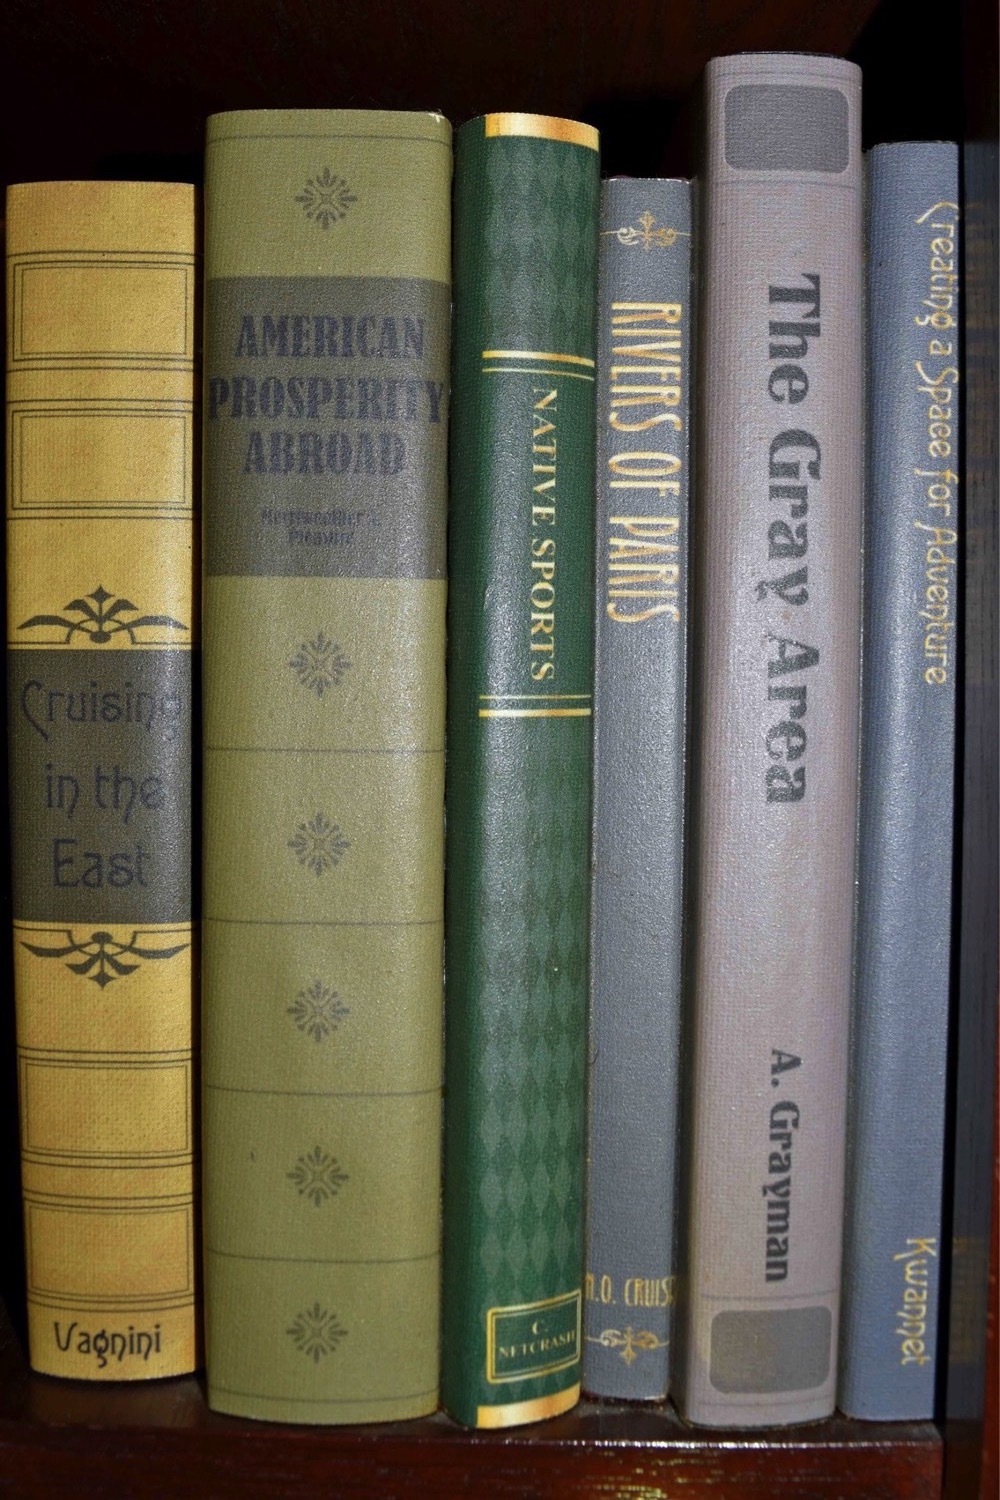 Cruising
in the
East
Vagnini
AMERICAN
PROSPERITY
ABROAD
NATIVE SPORTS
C.
NETCRASH
RIVERS OF PARIS
The Gray Area
A. Grayman
Creating a Space for Adventure
Kwannet